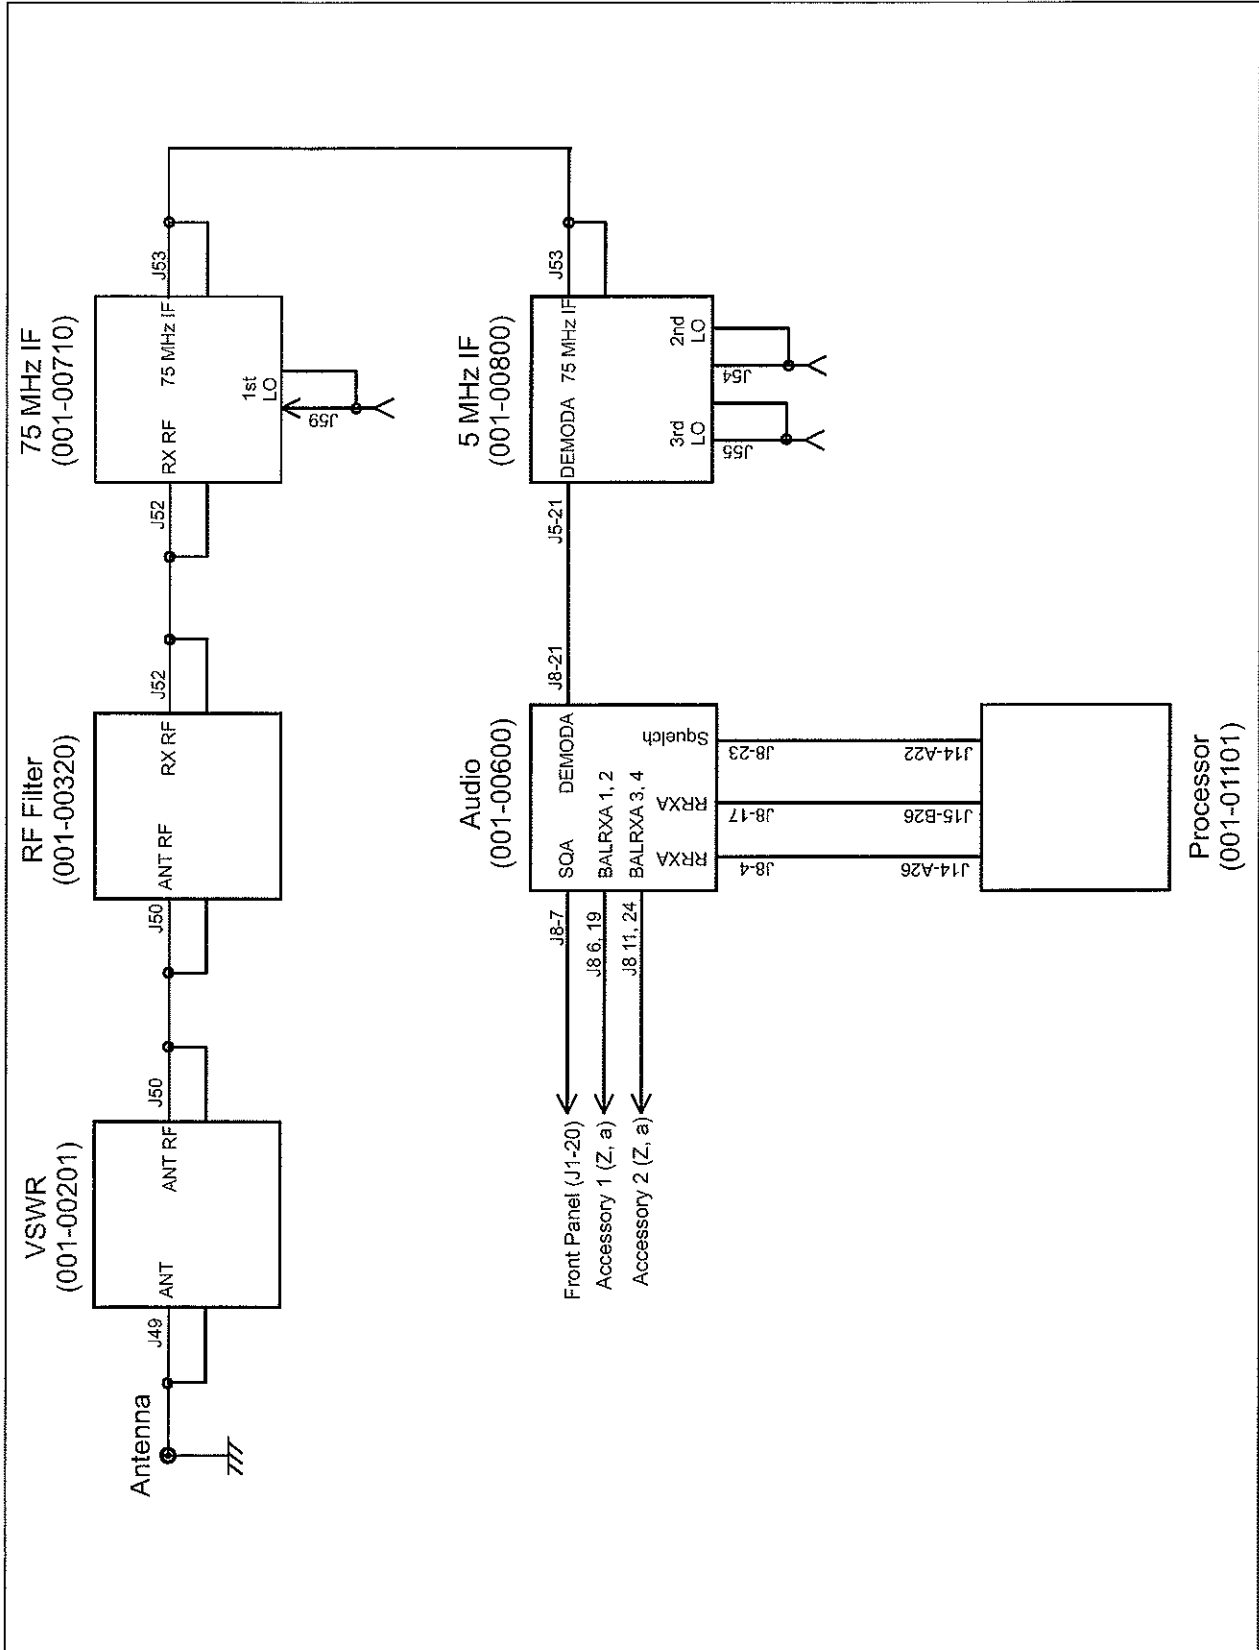 Antenna
J49
VSWR
(001-00201)
ANT
ANT RF
J50
J50
RF Filter
(001-00320)
ANT RF
RX RF
J52
J52
75 MHz IF
(001-00710)
RX RF
75 MHz IF
1st
LO
J59
J53
Front Panel (J1-20)
Accessory 1 (Z, a)
Accessory 2 (Z, a)
J8-7
J8 6, 19
J8 11, 24
Audio
(001-00600)
SQA
DEMODA
BALRXA 1, 2
BALRXA 3, 4
RRXA
RRXA
Squelch
J8-21
J5-21
5 MHz IF
(001-00800)
DEMODA
75 MHz IF
3rd
LO
2nd
LO
J55
J54
J53
J8-4
J8-17
J8-23
J14-A26
J15-B26
J14-A22
Processor
(001-01101)